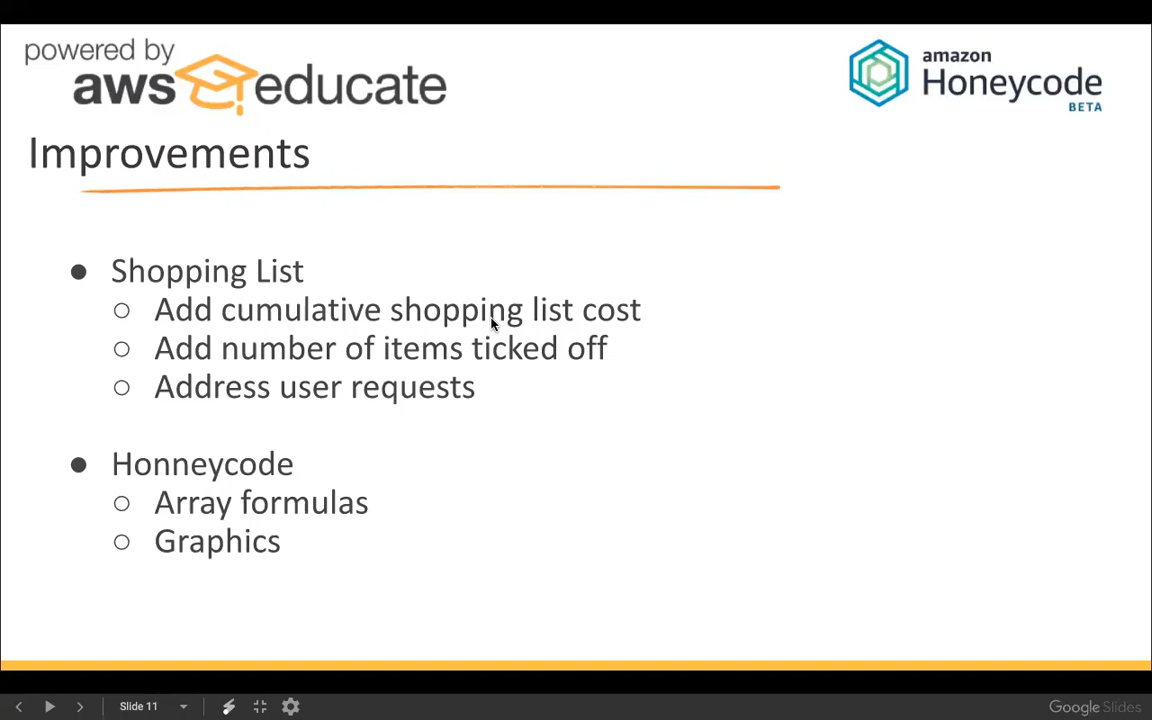 powered by
aws educate
amazon
Honeycode
BETA
Improvements
● Shopping List
○ Add cumulative shopping list cost
○ Add number of items ticked off
○ Address user requests
● Honneycode
○ Array formulas
○ Graphics
Slide 11
Google Slides